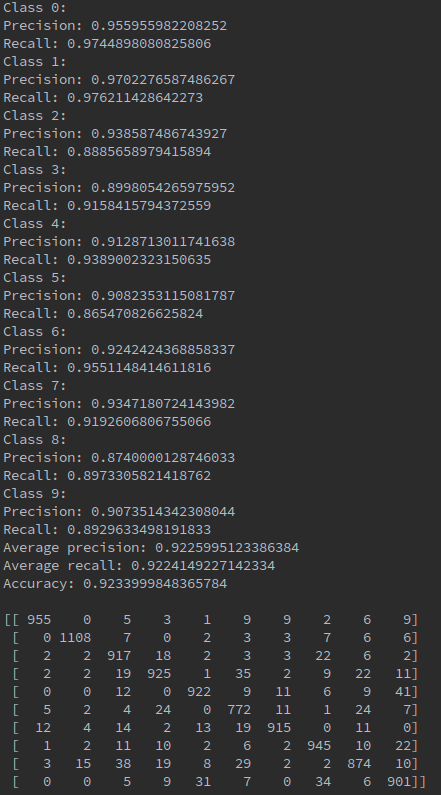 Class 0:
Precision: 0.955955982208252
Recall: 0.9744898080825806
Class 1:
Precision: 0.9702276587486267
Recall: 0.976211428642273
Class 2:
Precision: 0.938587486743927
Recall: 0.8885658979415894
Class 3:
Precision: 0.8998054265975952
Recall: 0.9158415794372559
Class 4:
Precision: 0.9128713011741638
Recall: 0.9389002323150635
Class 5:
Precision: 0.9082353115081787
Recall: 0.865470826625824
Class 6:
Precision: 0.9242424368858337
Recall: 0.9551148414611816
Class 7:
Precision: 0.9347180724143982
Recall: 0.9192606806755066
Class 8:
Precision: 0.8740000128746033
Recall: 0.8973305821418762
Class 9:
Precision: 0.9073514342308044
Recall: 0.8929633498191833
Average precision: 0.9225995123386384
Average recall: 0.9224149227142334
Accuracy: 0.9233999848365784
[[ 955 0 5 3 1 9 9 2 6 9]
[ 0 1108 7 0 2 3 3 7 6 6]
[ 2 2 917 18 2 3 3 22 6 2]
[ 2 2 19 925 1 35 2 9 22 11]
[ 0 0 12 0 922 9 11 6 9 41]
[ 5 2 4 24 0 772 11 1 24 7]
[ 12 4 14 2 13 19 915 0 11 0]
[ 1 2 11 10 2 6 2 945 10 22]
[ 3 15 38 19 8 29 2 2 874 10]
[ 0 0 5 9 31 7 0 34 6 901]]